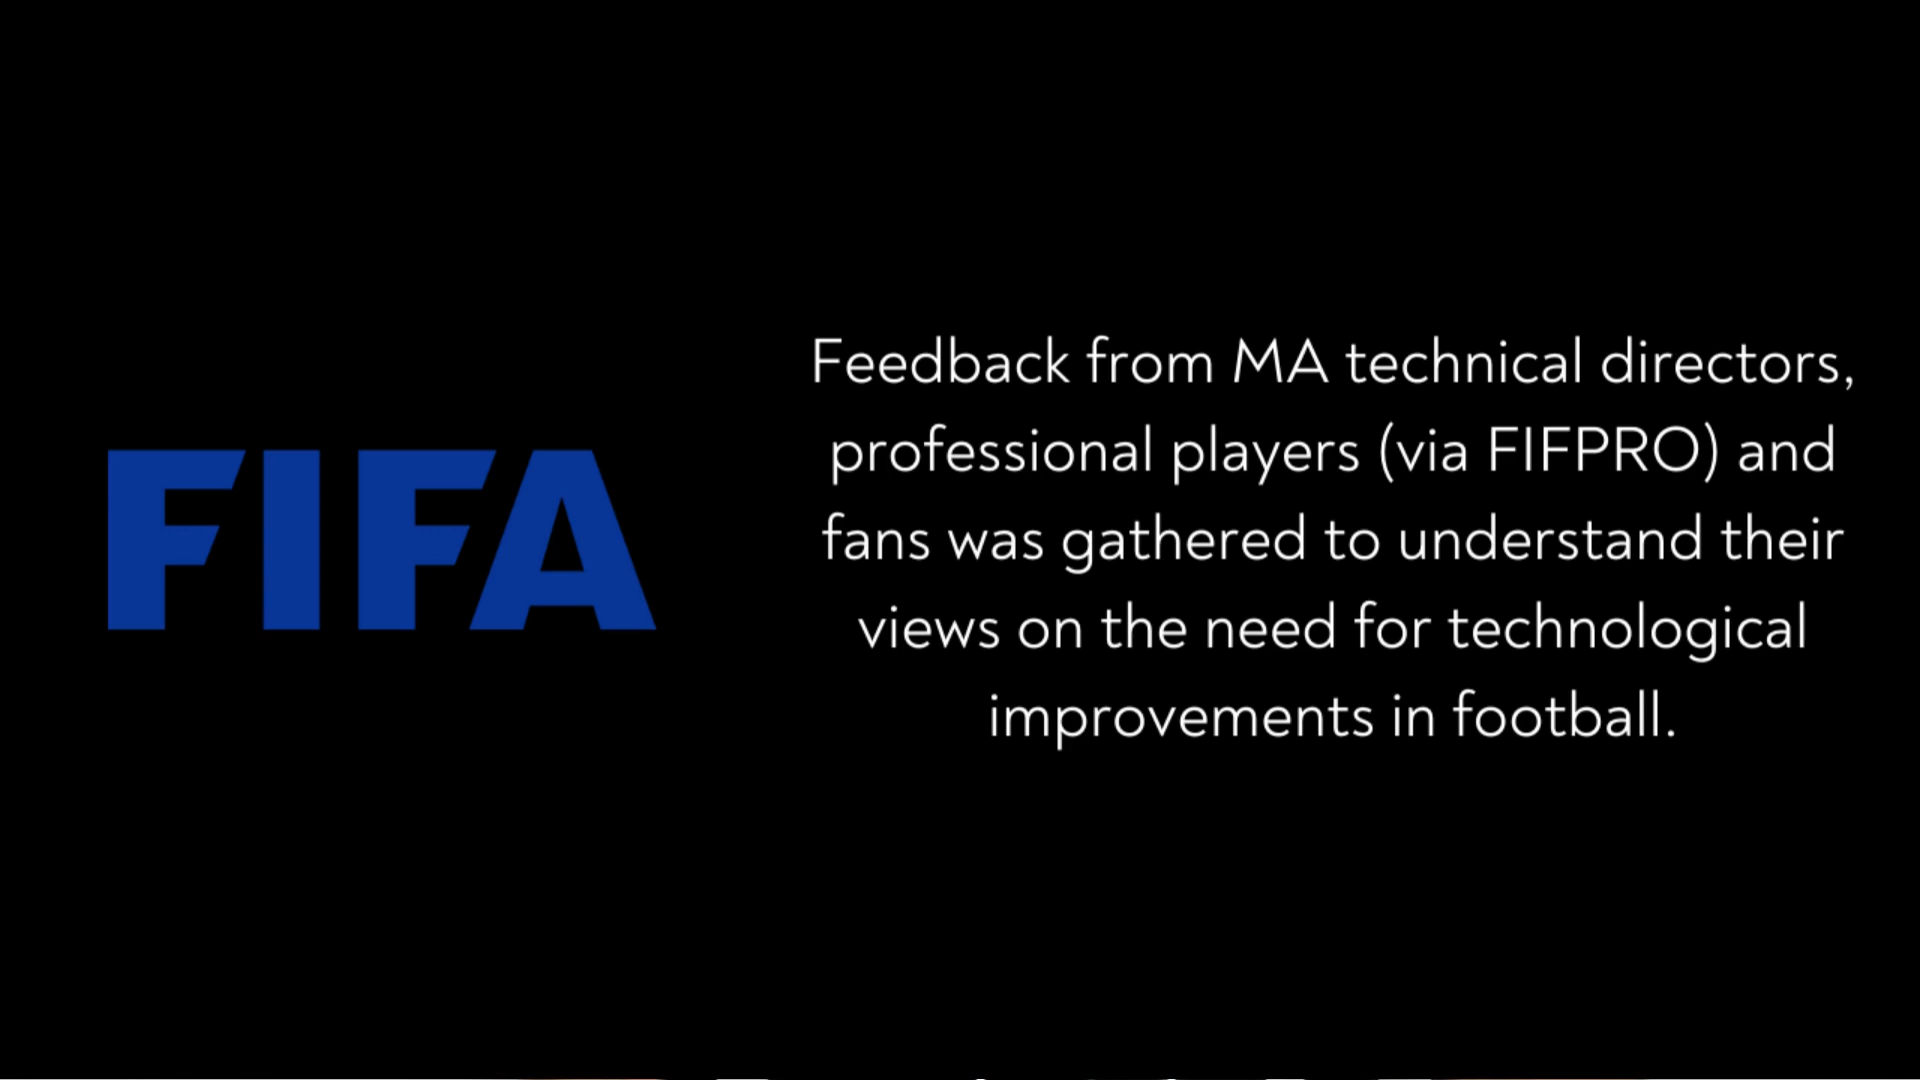 FIFA
Feedback from MA technical directors,
professional players (via FIFPRO) and
fans was gathered to understand their
views on the need for technological
improvements in football.